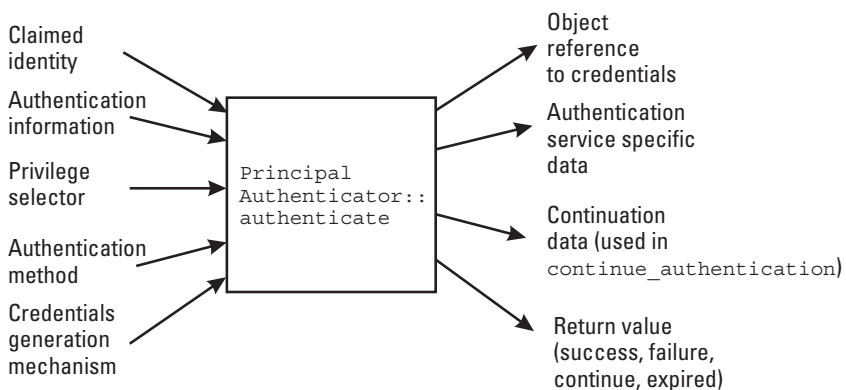 Claimed
identity
Authentication
information
Privilege
selector
Authentication
method
Credentials
generation
mechanism
Principal
Authenticator::
authenticate
Object
reference
to credentials
Authentication
service specific
data
Continuation
data (used in
continue_authentication)
Return value
(success, failure,
continue, expired)